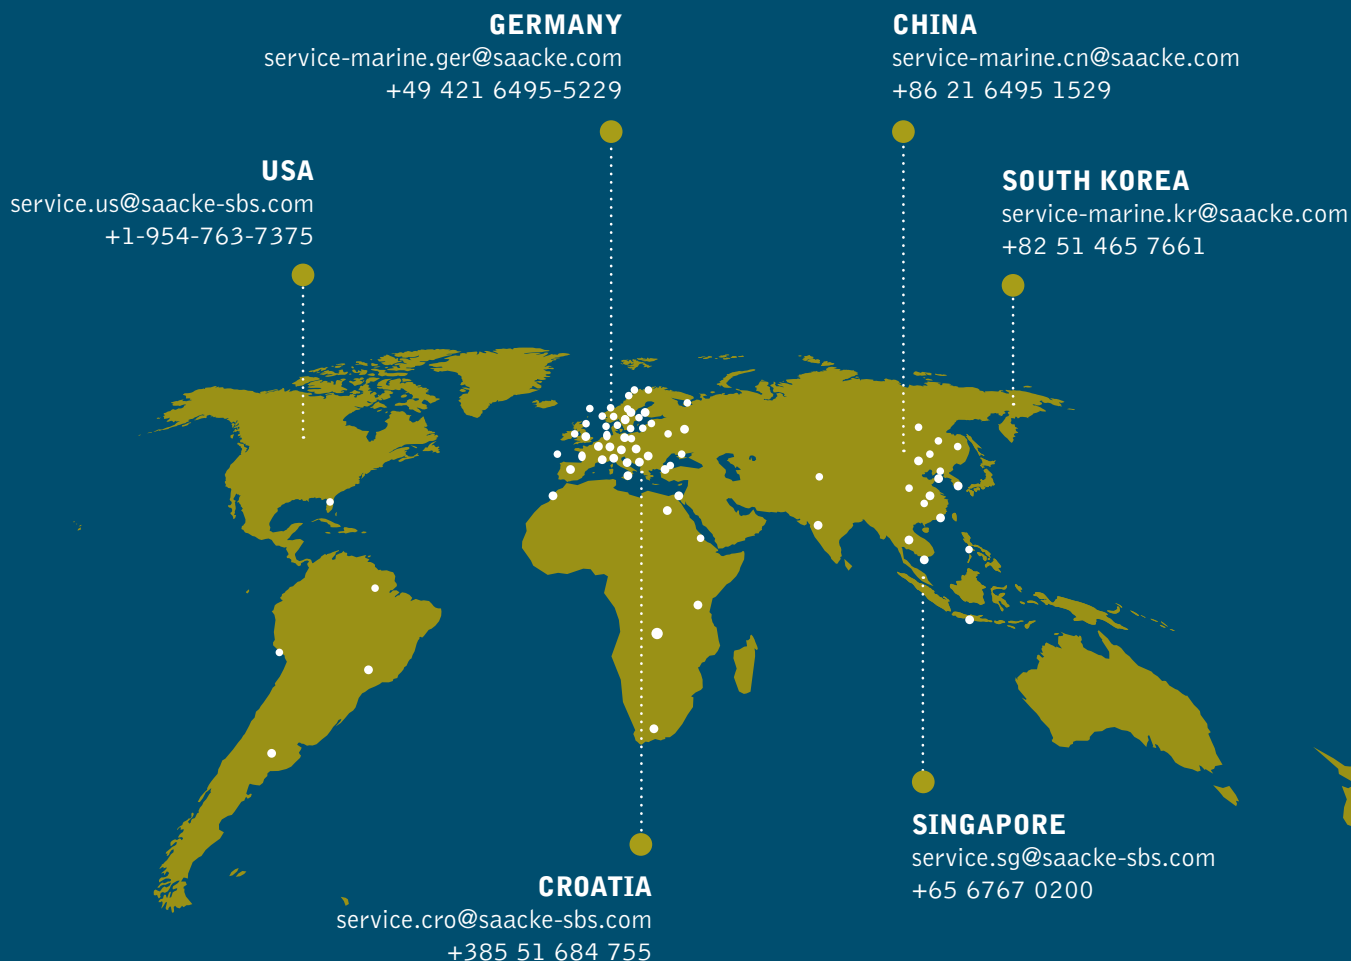 GERMANY
service-marine.ger@saacke.com
+49 421 6495-5229
CHINA
service-marine.cn@saacke.com
+86 21 6495 1529
USA
service.us@saacke-sbs.com
+1-954-763-7375
SOUTH KOREA
service-marine.kr@saacke.com
+82 51 465 7661
SINGAPORE
service.sg@saacke-sbs.com
+65 6767 0200
CROATIA
service.cro@saacke-sbs.com
+385 51 684 755